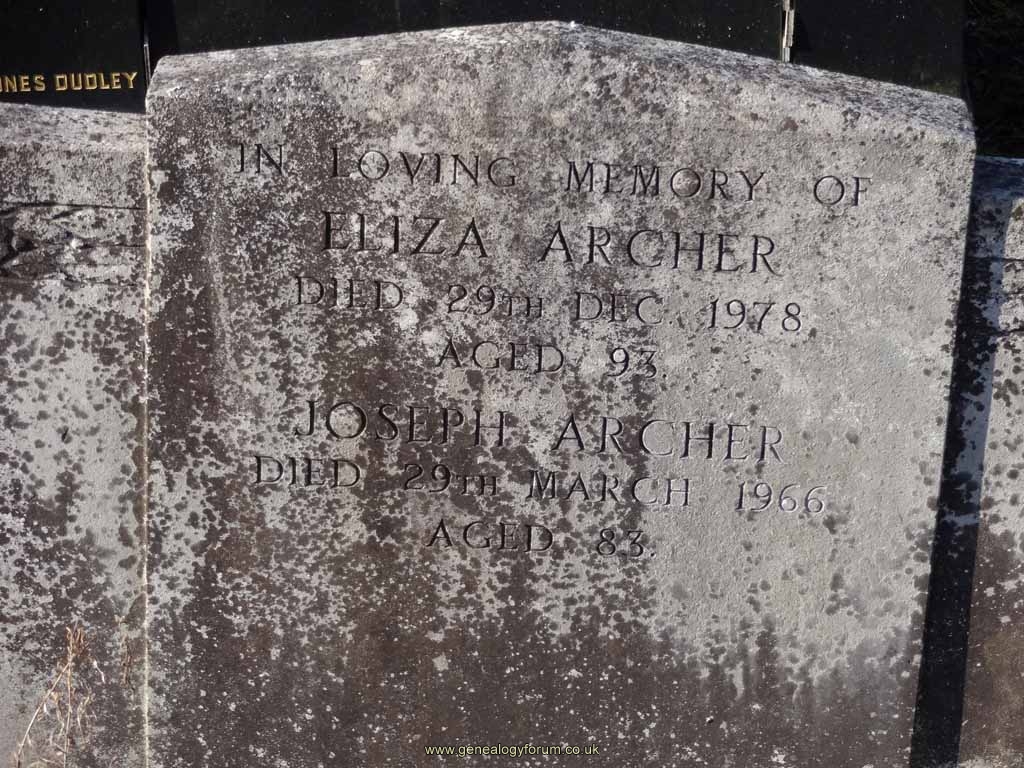 JNES DUDLEY
IN LOVING MEMORY OF
ELIZA ARCHER
DIED 29TH DEC. 1978
AGED 93.
JOSEPH ARCHER
DIED 29TH MARCH 1966
AGED 83.
www.genealogyforum.co.uk